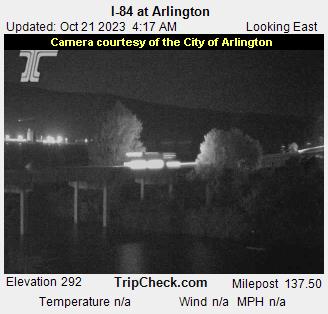 I-84 at Arlington
Updated: Oct 21 2023 4:17 AM Looking East
Camera courtesy of the City of Arlington
Elevation 292 TripCheck.com Milepost 137.50
Temperature n/a Wind n/a MPH n/a